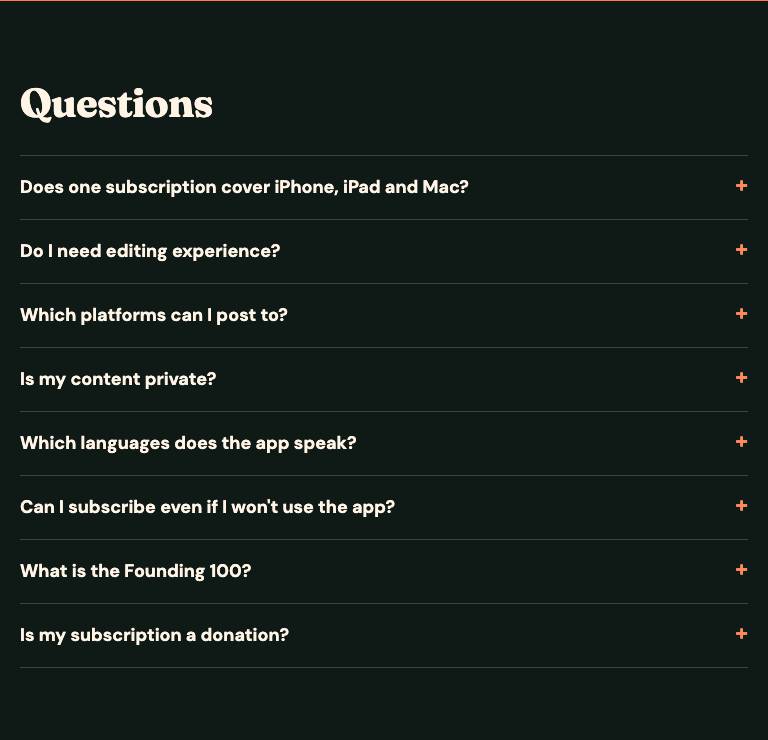 Questions
Does one subscription cover iPhone, iPad and Mac?
+
Do I need editing experience?
+
Which platforms can I post to?
+
Is my content private?
+
Which languages does the app speak?
+
Can I subscribe even if I won't use the app?
+
What is the Founding 100?
+
Is my subscription a donation?
+